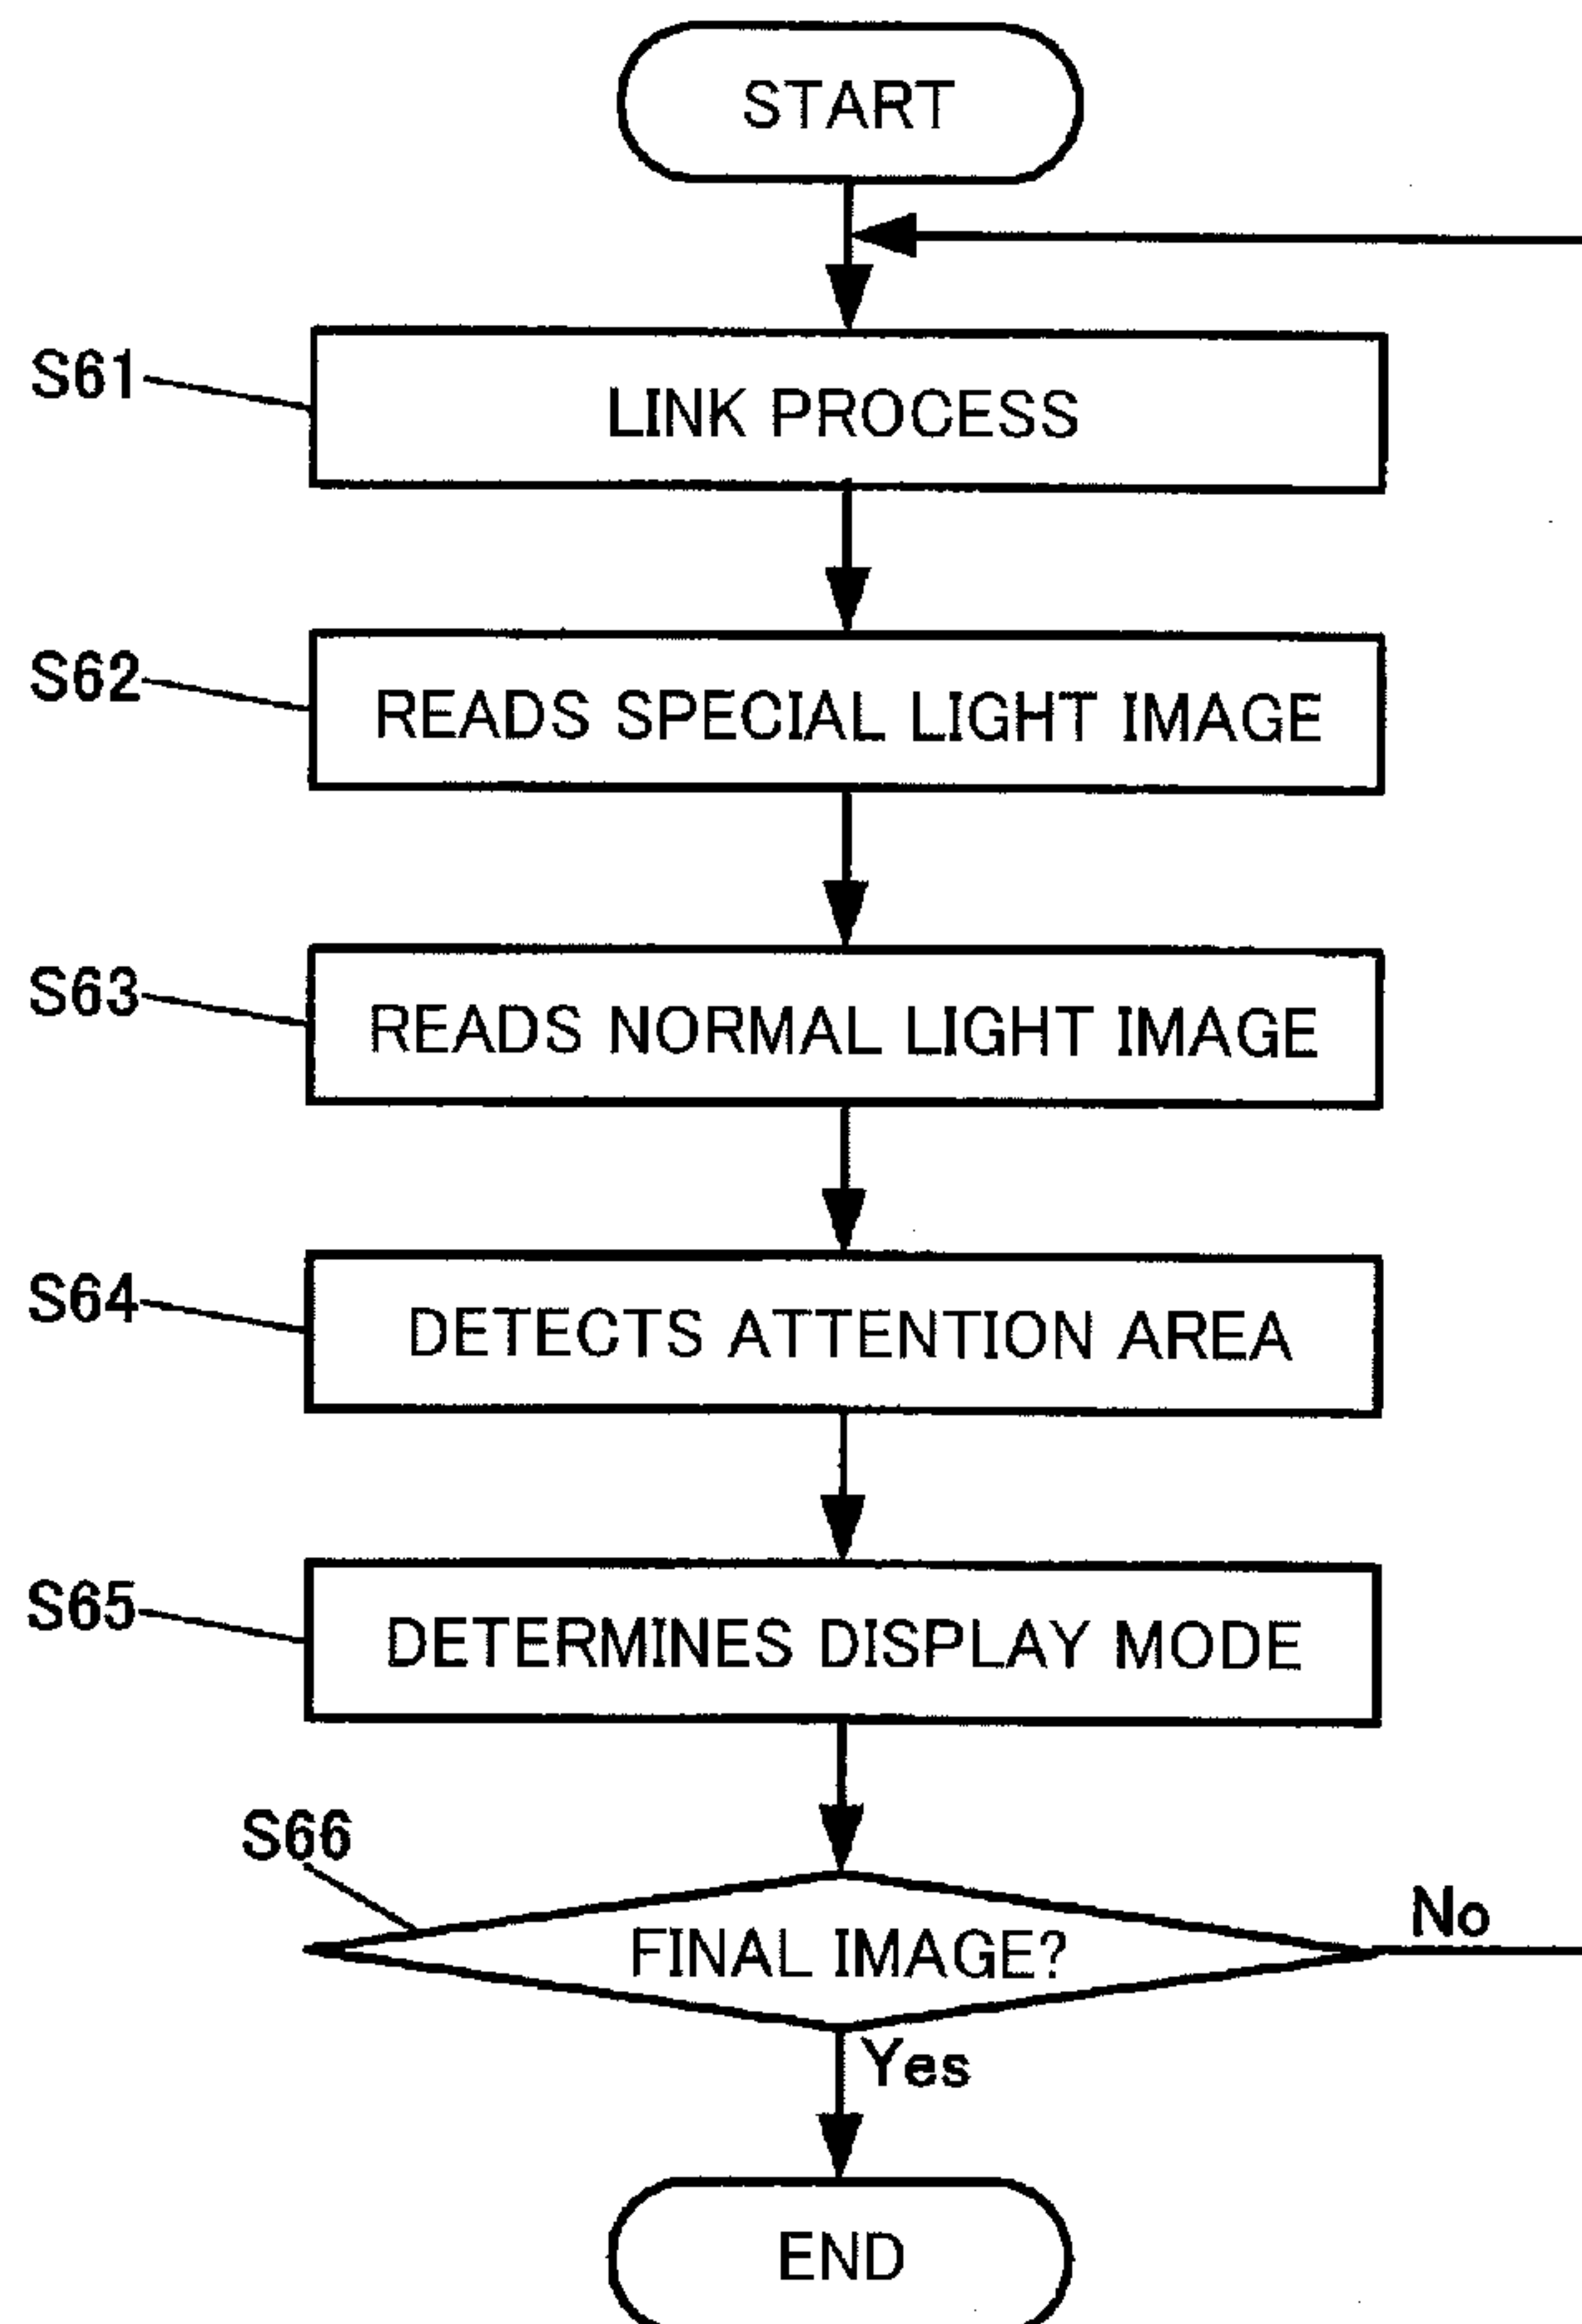 START
S61
LINK PROCESS
S62
READS SPECIAL LIGHT IMAGE
S63
READS NORMAL LIGHT IMAGE
S64
DETECTS ATTENTION AREA
S65
DETERMINES DISPLAY MODE
S66
FINAL IMAGE?
No
Yes
END